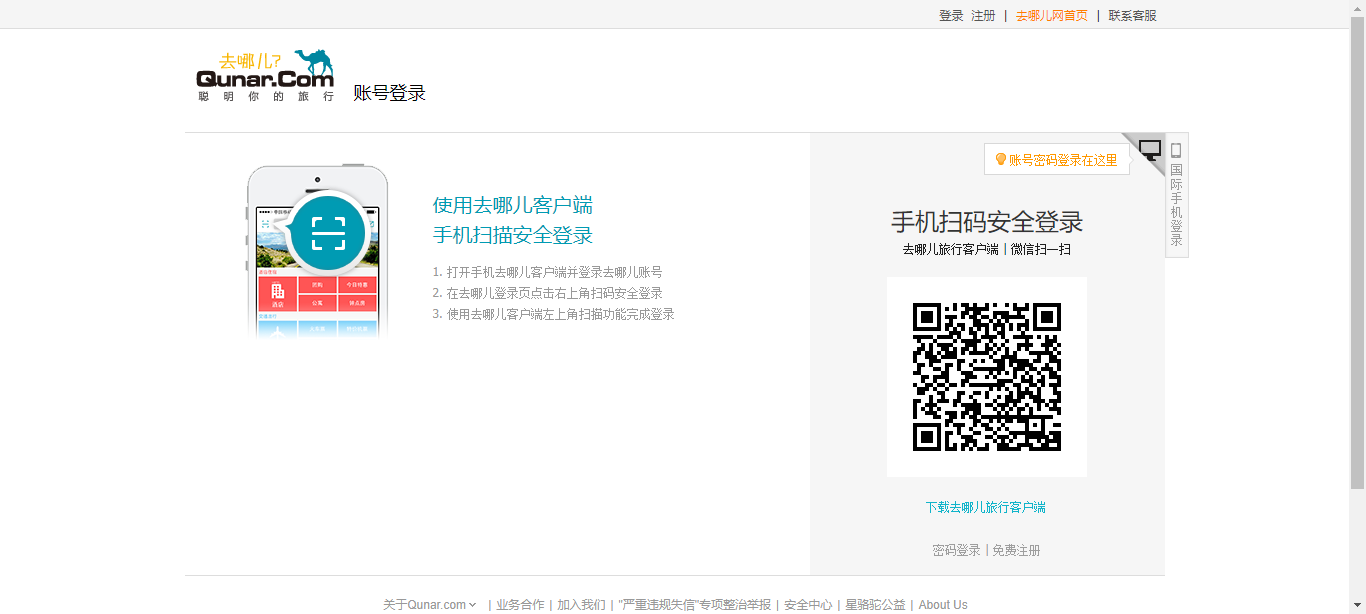 登录 注册 | 去哪儿网首页 | 联系客服
去哪儿?
Qunar.Com
聪明你的旅行
账号登录
账号密码登录在这里
国际手机登录
使用去哪儿客户端
手机扫描安全登录
1. 打开手机去哪儿客户端并登录去哪儿账号
2. 在去哪儿登录页点击右上角扫码安全登录
3. 使用去哪儿客户端左上角扫描功能完成登录
酒店
团购
今日特惠
公寓
手机扫码安全登录
去哪儿旅行客户端 | 微信扫一扫
下载去哪儿旅行客户端
密码登录 | 免费注册
关于Qunar.com | 业务合作 | 加入我们 | "严重违规失信"专项整治举报 | 安全中心 | 星骆驼公益 | About Us